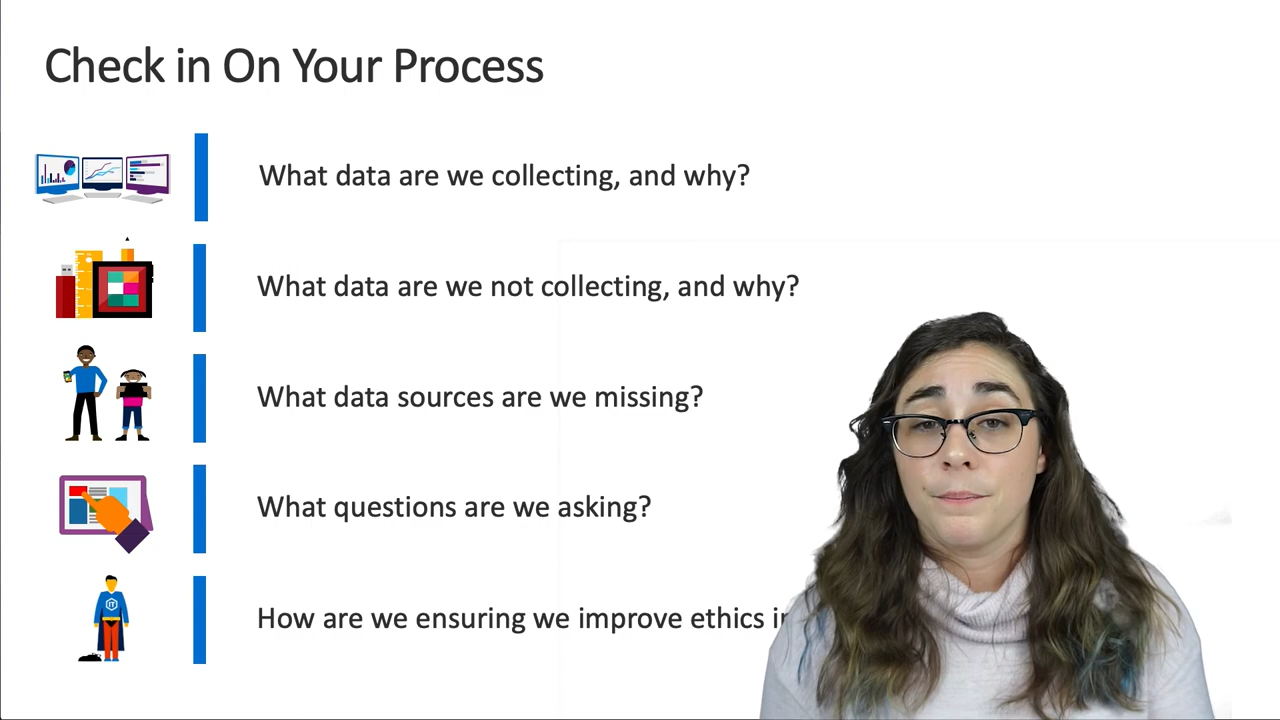 Check in On Your Process
What data are we collecting, and why?
What data are we not collecting, and why?
What data sources are we missing?
What questions are we asking?
How are we ensuring we improve ethics
IT